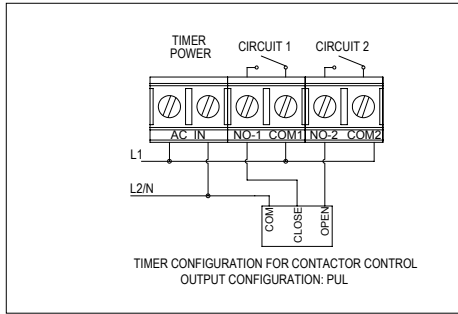 TIMER
POWER
CIRCUIT 1
CIRCUIT 2
AC IN
NO-1 COM1
NO-2 COM2
L1
L2/N
COM
CLOSE
OPEN
TIMER CONFIGURATION FOR CONTACTOR CONTROL
OUTPUT CONFIGURATION: PUL